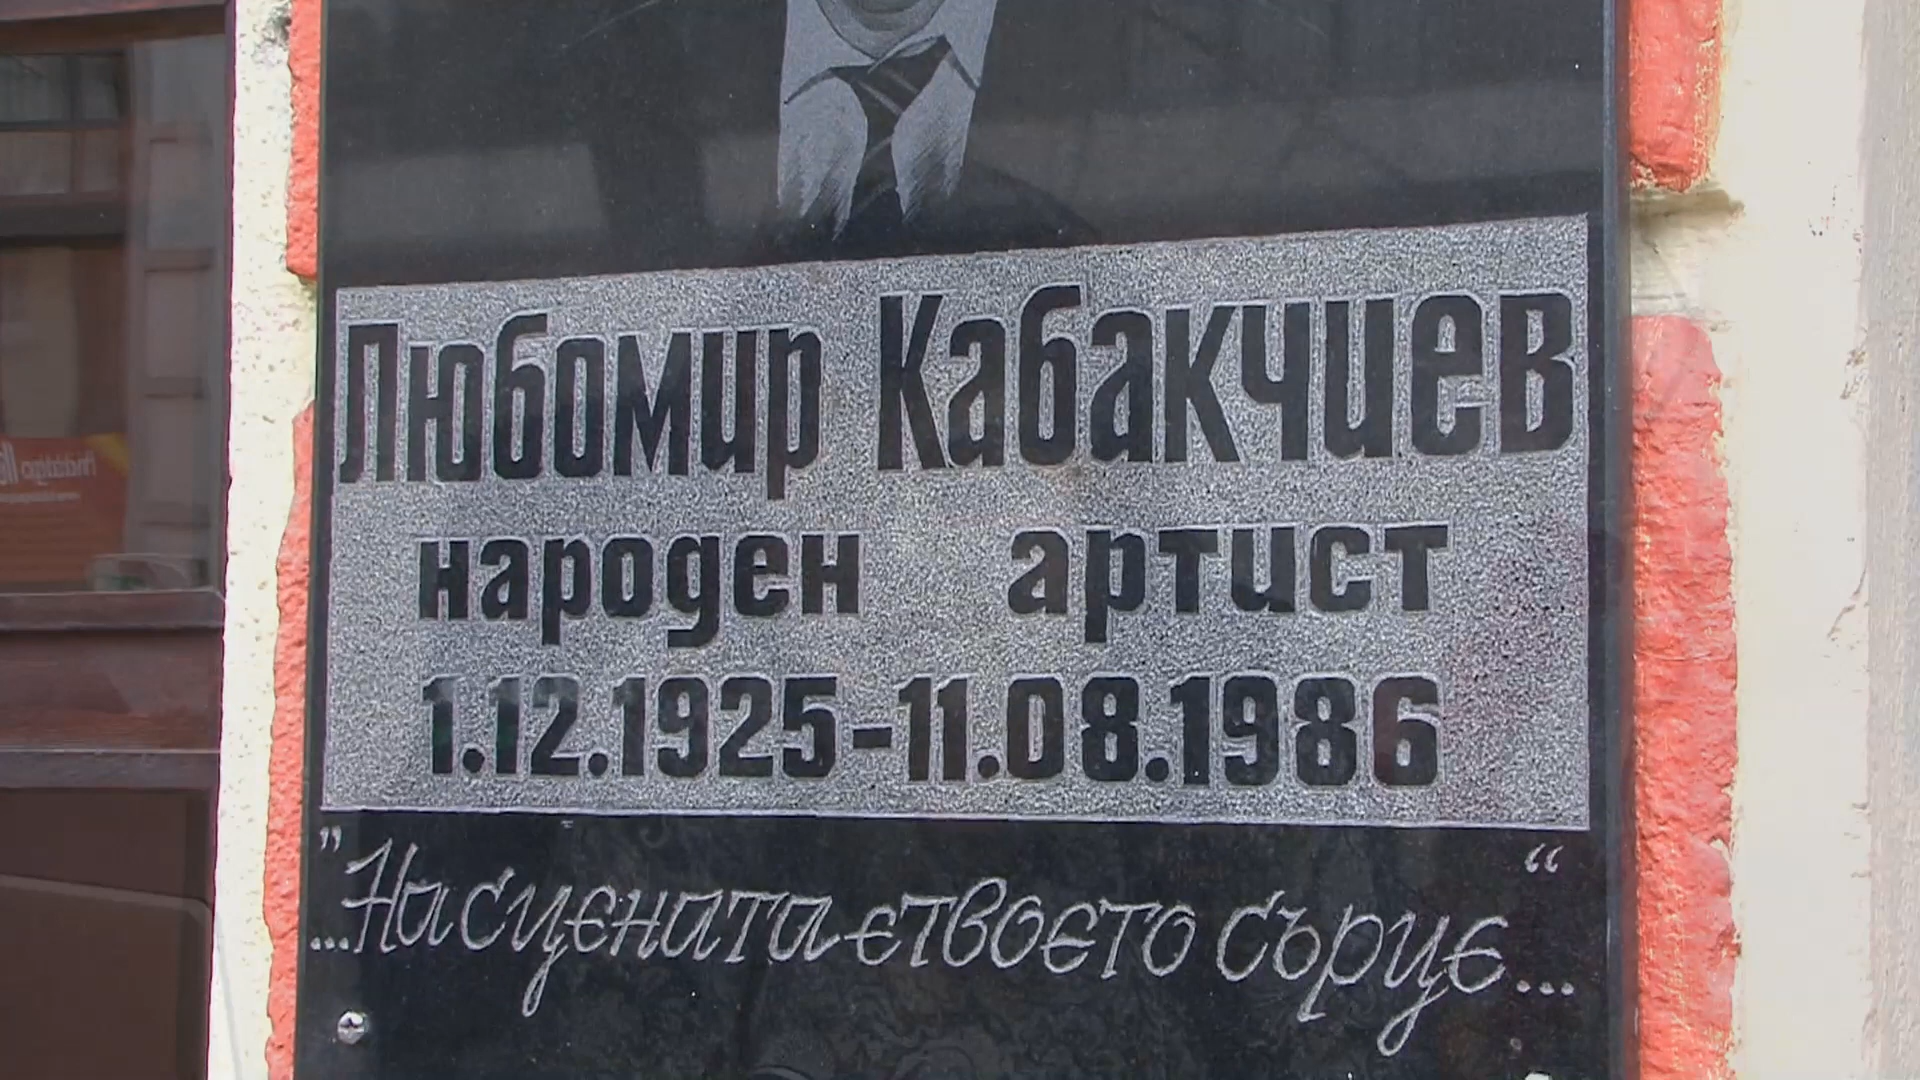 Любомир Кабакчиев
народен артист
1.12.1925-11.08.1986
"...На сцената е твоето сърце..."